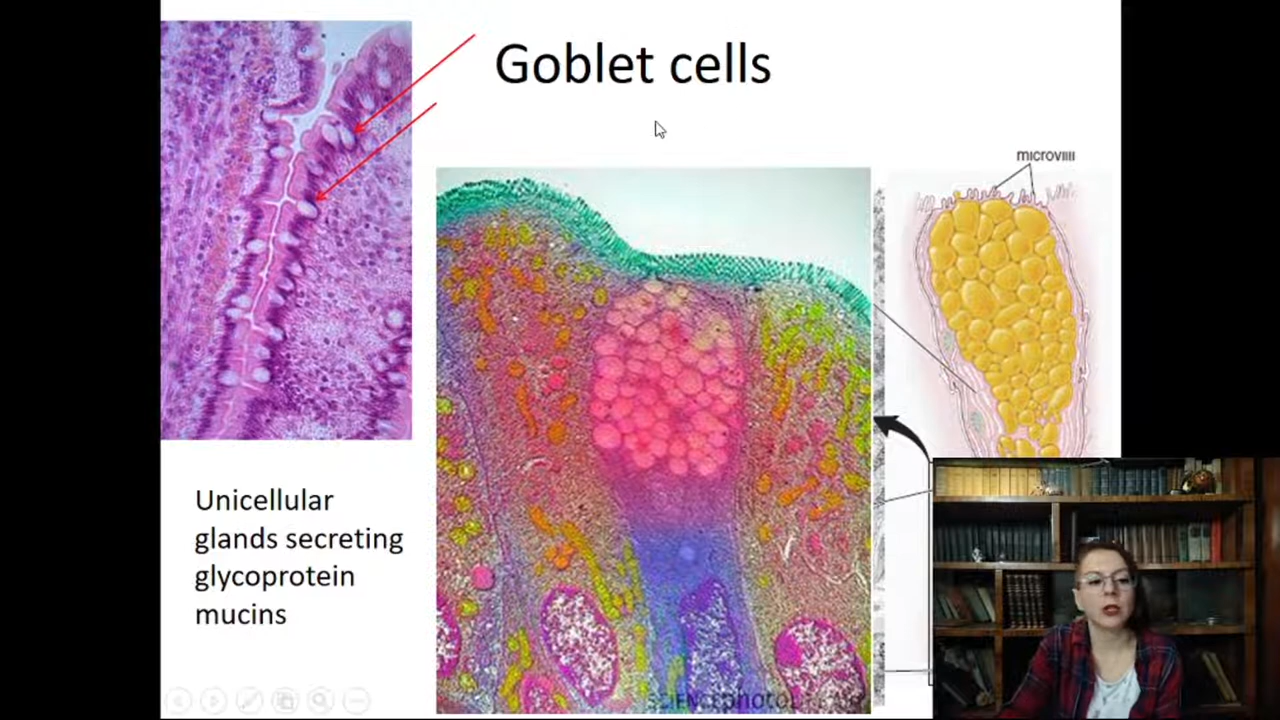 Goblet cells
microvilli
Unicellular
glands secreting
glycoprotein
mucins